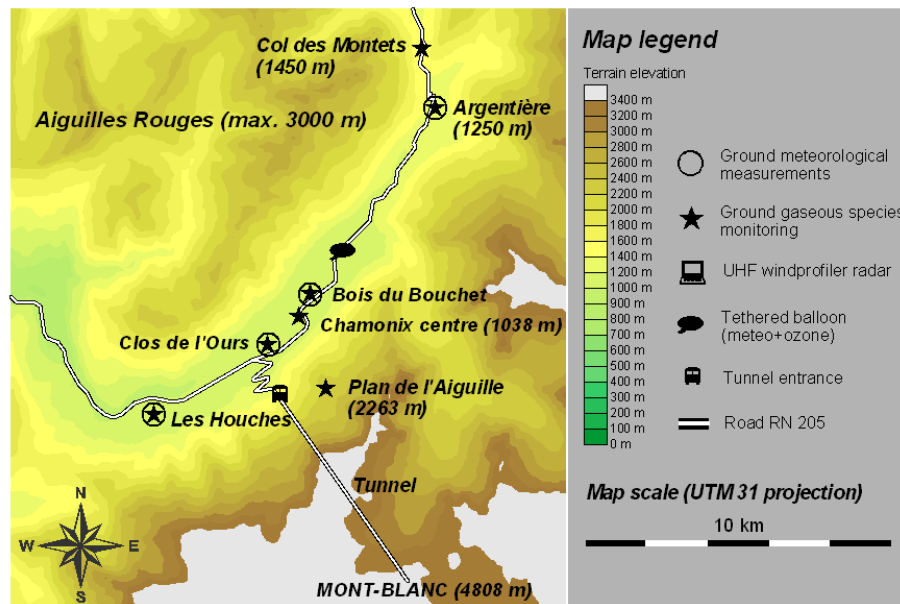 Col des Montets
(1450 m)
Argentière
(1250 m)
Aiguilles Rouges (max. 3000 m)
Bois du Bouchet
Chamonix centre (1038 m)
Clos de l'Ours
Plan de l'Aiguille
(2263 m)
Les Houches
Tunnel
N
W
E
S
MONT-BLANC (4808 m)
Map legend
Terrain elevation
3400 m
3200 m
3000 m
2800 m
2600 m
2400 m
2200 m
2000 m
1800 m
1600 m
1400 m
1200 m
1000 m
900 m
800 m
700 m
600 m
500 m
400 m
300 m
200 m
100 m
0 m
Ground meteorological
measurements
Ground gaseous species
monitoring
UHF windprofiler radar
Tethered balloon
(meteo+ozone)
Tunnel entrance
Road RN 205
Map scale (UTM 31 projection)
10 km